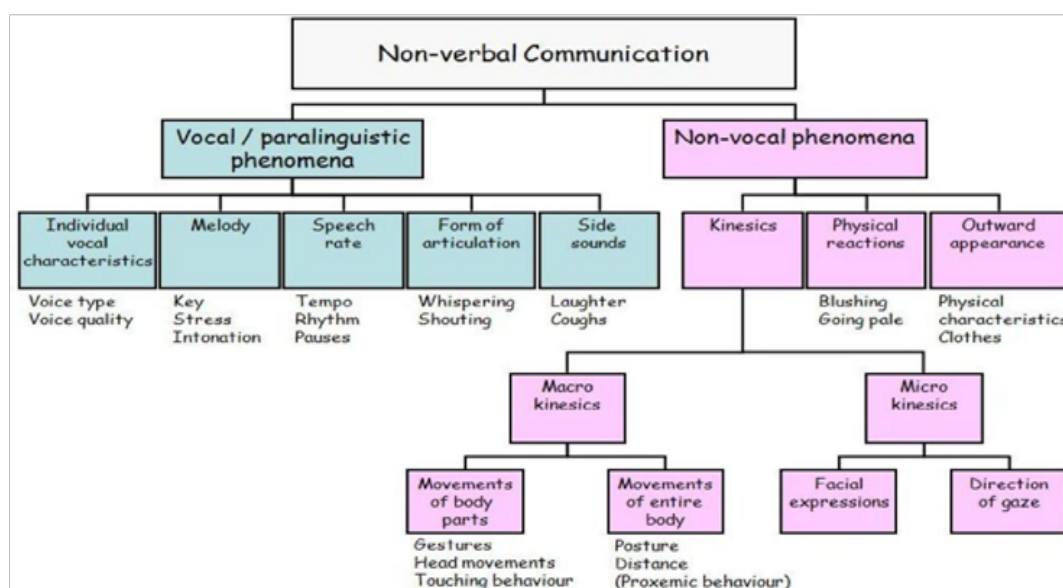 Non-verbal Communication
Vocal / paralinguistic
phenomena
Non-vocal phenomena
Individual
vocal
characteristics
Voice type
Voice quality
Melody
Key
Stress
Intonation
Speech
rate
Tempo
Rhythm
Pauses
Form of
articulation
Whispering
Shouting
Side
sounds
Laughter
Coughs
Kinesics
Physical
reactions
Blushing
Going pale
Outward
appearance
Physical
characteristics
Clothes
Macro
kinesics
Micro
kinesics
Movements
of body
parts
Gestures
Head movements
Touching behaviour
Movements
of entire
body
Posture
Distance
(Proxemic behaviour)
Facial
expressions
Direction
of gaze